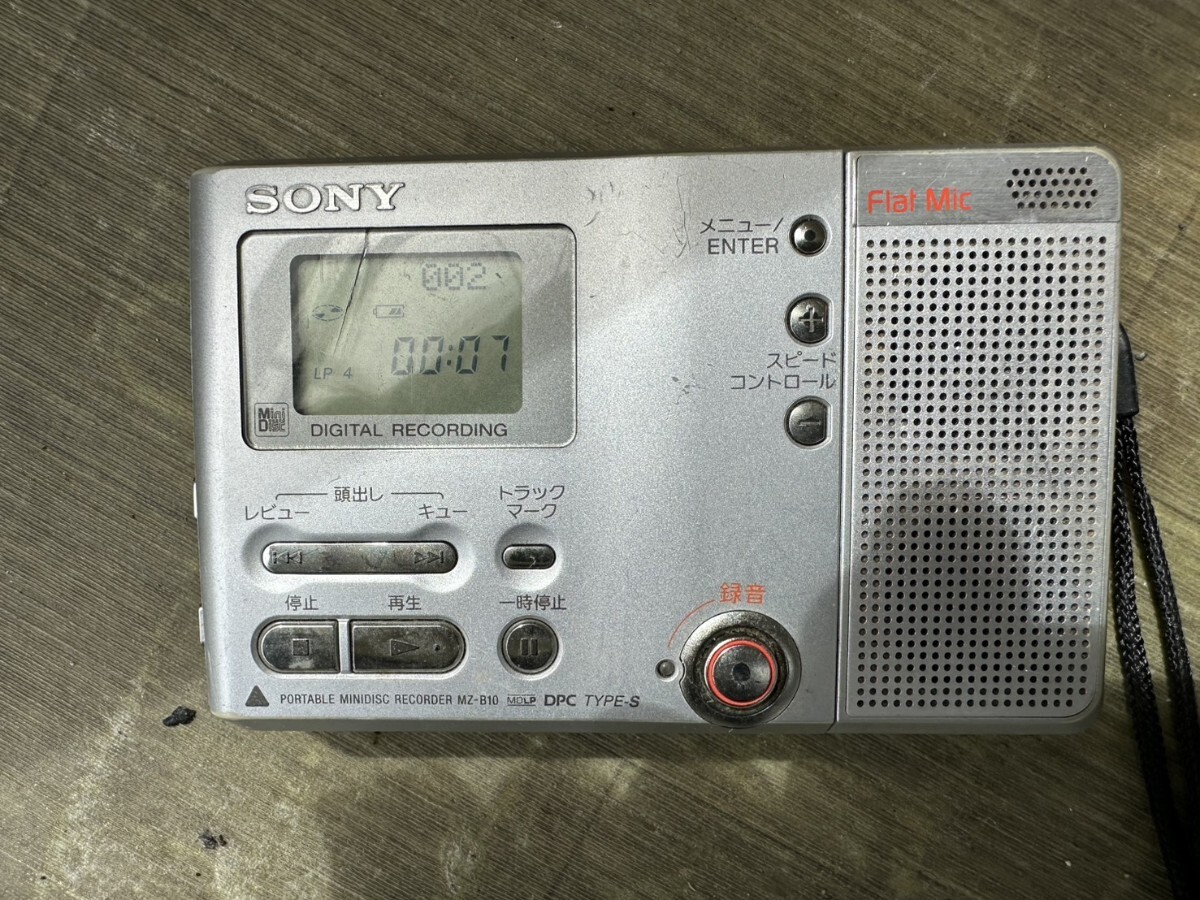 SONY
Flat Mic
メニュー/
ENTER
002
00:07
LP 4
Mini
Disc
DIGITAL RECORDING
スピード
コントロール
頭出し
レビュー
キュー
トラック
マーク
停止
再生
一時停止
録音
PORTABLE MINIDISC RECORDER MZ-B10 MDLP DPC TYPE-S